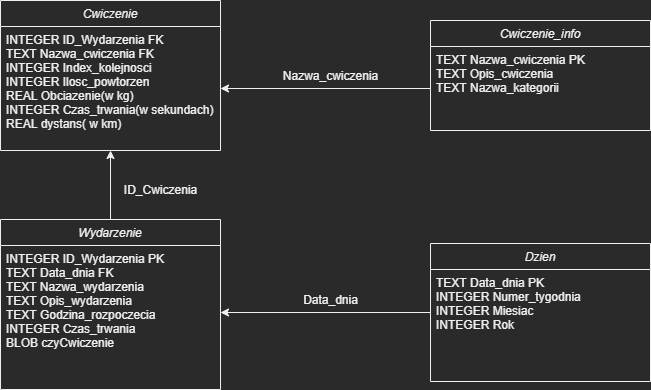 Cwiczenie
INTEGER ID_Wydarzenia FK
TEXT Nazwa_cwiczenia FK
INTEGER Index_kolejnosci
INTEGER Ilosc_powtorzen
REAL Obciazenie(w kg)
INTEGER Czas_trwania(w sekundach)
REAL dystans( w km)
Nazwa_cwiczenia
Cwiczenie_info
TEXT Nazwa_cwiczenia PK
TEXT Opis_cwiczenia
TEXT Nazwa_kategorii
ID_Cwiczenia
Wydarzenie
INTEGER ID_Wydarzenia PK
TEXT Data_dnia FK
TEXT Nazwa_wydarzenia
TEXT Opis_wydarzenia
TEXT Godzina_rozpoczecia
INTEGER Czas_trwania
BLOB czyCwiczenie
Data_dnia
Dzien
TEXT Data_dnia PK
INTEGER Numer_tygodnia
INTEGER Miesiac
INTEGER Rok